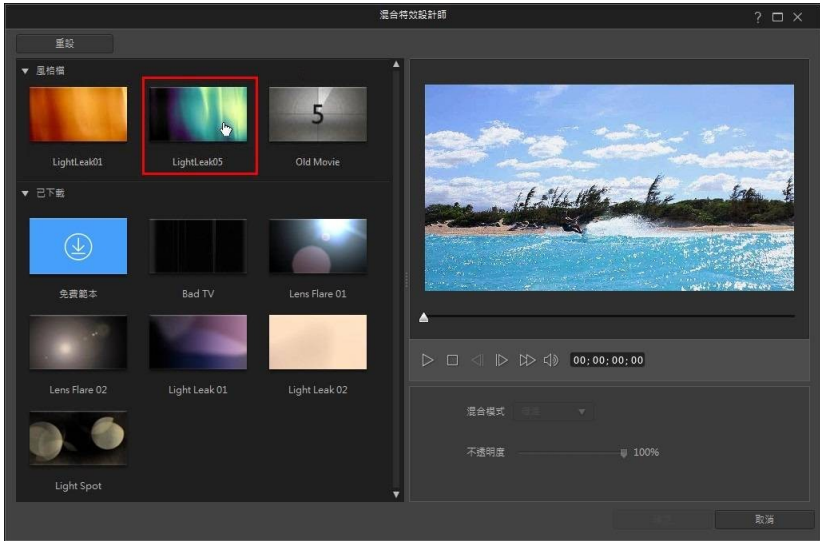 混合特效設計師
?
重設
風格檔
LightLeak01
LightLeak05
5
Old Movie
已下載
免費範本
Bad TV
Lens Flare 01
Lens Flare 02
Light Leak 01
Light Leak 02
Light Spot
00;00;00;00
混合模式
不透明度 100%
取消